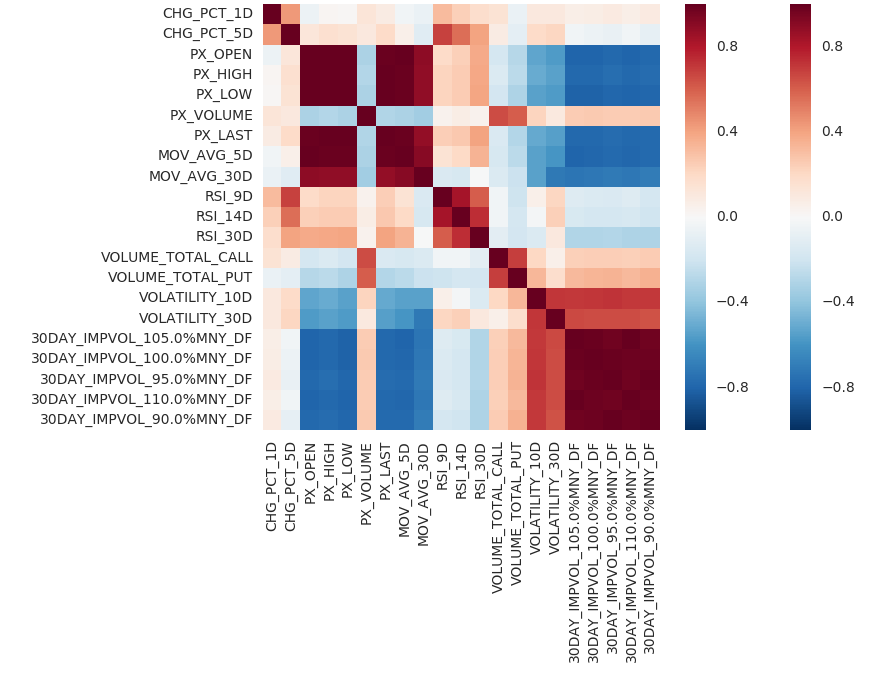 CHG_PCT_1D
CHG_PCT_5D
PX_OPEN
PX_HIGH
PX_LOW
PX_VOLUME
PX_LAST
MOV_AVG_5D
MOV_AVG_30D
RSI_9D
RSI_14D
RSI_30D
VOLUME_TOTAL_CALL
VOLUME_TOTAL_PUT
VOLATILITY_10D
VOLATILITY_30D
30DAY_IMPVOL_105.0%MNY_DF
30DAY_IMPVOL_100.0%MNY_DF
30DAY_IMPVOL_95.0%MNY_DF
30DAY_IMPVOL_110.0%MNY_DF
30DAY_IMPVOL_90.0%MNY_DF
CHG_PCT_1D
CHG_PCT_5D
PX_OPEN
PX_HIGH
PX_LOW
PX_VOLUME
PX_LAST
MOV_AVG_5D
MOV_AVG_30D
RSI_9D
RSI_14D
RSI_30D
VOLUME_TOTAL_CALL
VOLUME_TOTAL_PUT
VOLATILITY_10D
VOLATILITY_30D
30DAY_IMPVOL_105.0%MNY_DF
30DAY_IMPVOL_100.0%MNY_DF
30DAY_IMPVOL_95.0%MNY_DF
30DAY_IMPVOL_110.0%MNY_DF
30DAY_IMPVOL_90.0%MNY_DF
0.8
0.4
0.0
−0.4
−0.8
0.8
0.4
0.0
−0.4
−0.8